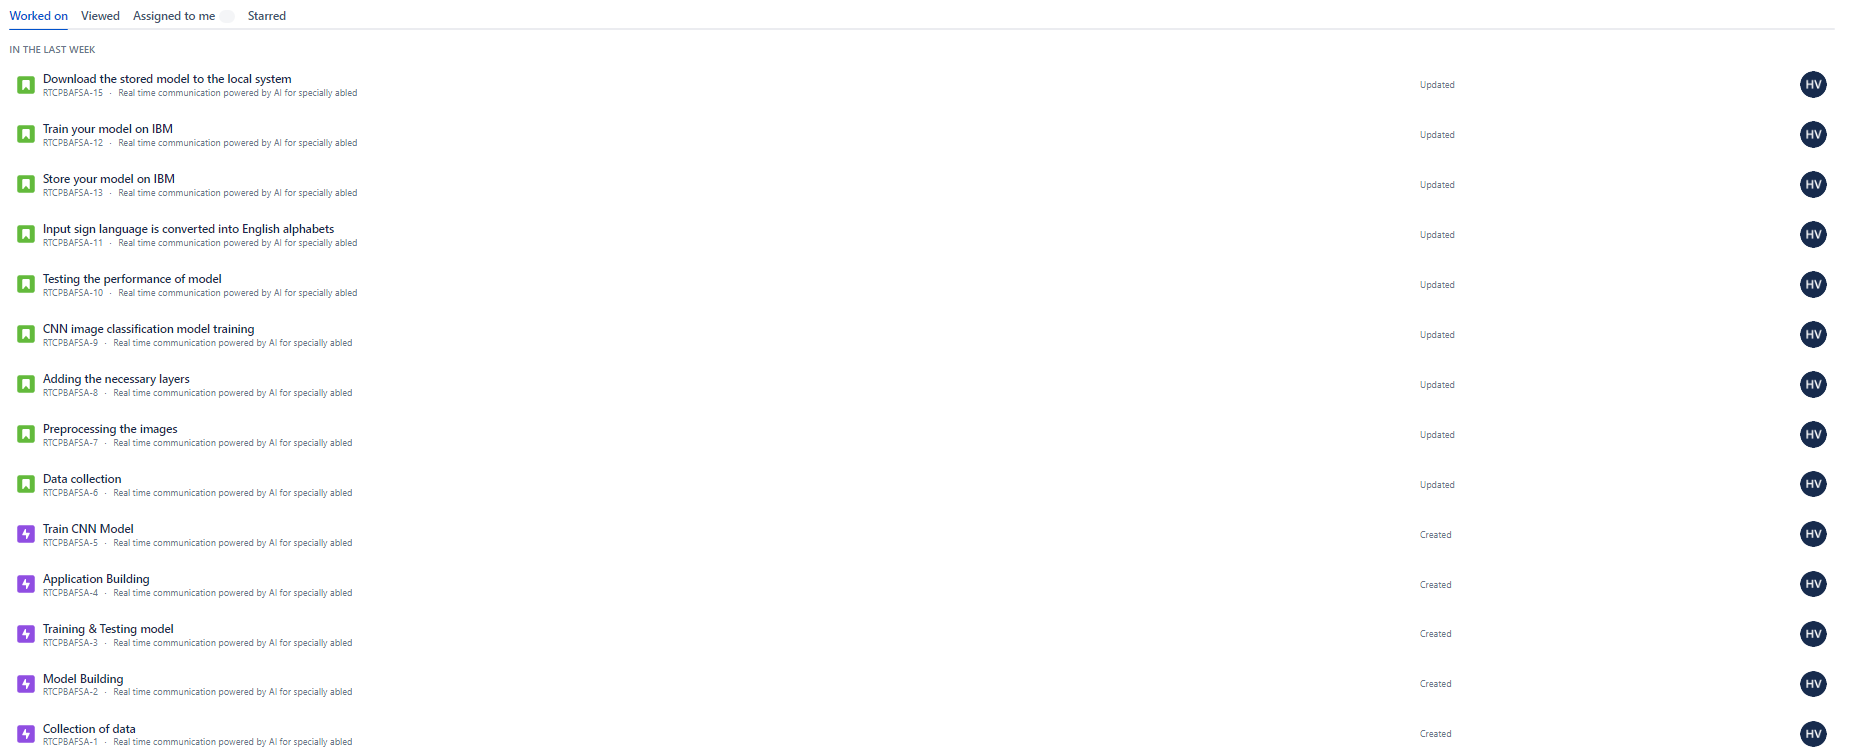 Worked on Viewed Assigned to me Starred
IN THE LAST WEEK
Download the stored model to the local system
RTCPBAFSA-15 · Real time communication powered by AI for specially abled
Updated
HV
Train your model on IBM
RTCPBAFSA-12 · Real time communication powered by AI for specially abled
Updated
HV
Store your model on IBM
RTCPBAFSA-13 · Real time communication powered by AI for specially abled
Updated
HV
Input sign language is converted into English alphabets
RTCPBAFSA-11 · Real time communication powered by AI for specially abled
Updated
HV
Testing the performance of model
RTCPBAFSA-10 · Real time communication powered by AI for specially abled
Updated
HV
CNN image classification model training
RTCPBAFSA-9 · Real time communication powered by AI for specially abled
Updated
HV
Adding the necessary layers
RTCPBAFSA-8 · Real time communication powered by AI for specially abled
Updated
HV
Preprocessing the images
RTCPBAFSA-7 · Real time communication powered by AI for specially abled
Updated
HV
Data collection
RTCPBAFSA-6 · Real time communication powered by AI for specially abled
Updated
HV
Train CNN Model
RTCPBAFSA-5 · Real time communication powered by AI for specially abled
Created
HV
Application Building
RTCPBAFSA-4 · Real time communication powered by AI for specially abled
Created
HV
Training & Testing model
RTCPBAFSA-3 · Real time communication powered by AI for specially abled
Created
HV
Model Building
RTCPBAFSA-2 · Real time communication powered by AI for specially abled
Created
HV
Collection of data
RTCPBAFSA-1 · Real time communication powered by AI for specially abled
Created
HV